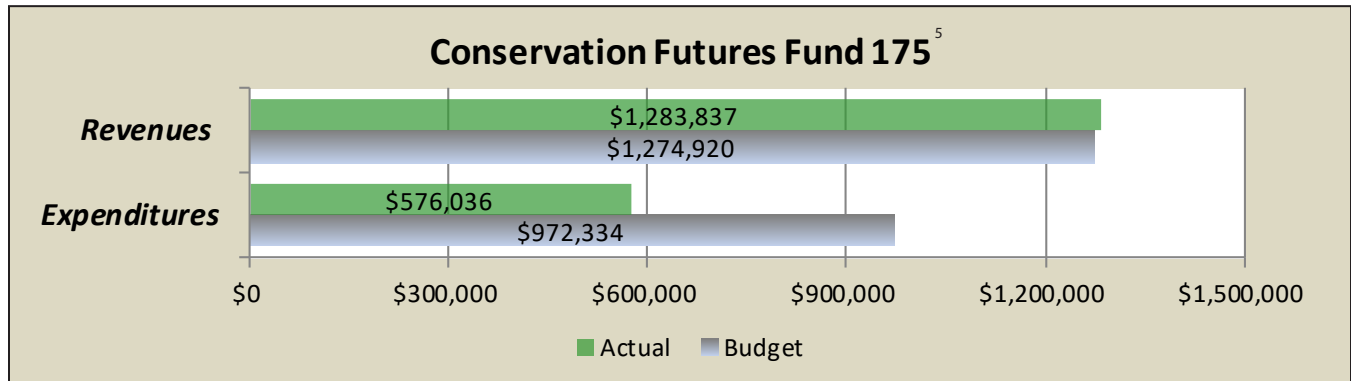 Conservation Futures Fund 175 5
Revenues
$1,283,837
$1,274,920
Expenditures
$576,036
$972,334
$0 $300,000 $600,000 $900,000 $1,200,000 $1,500,000
Actual Budget